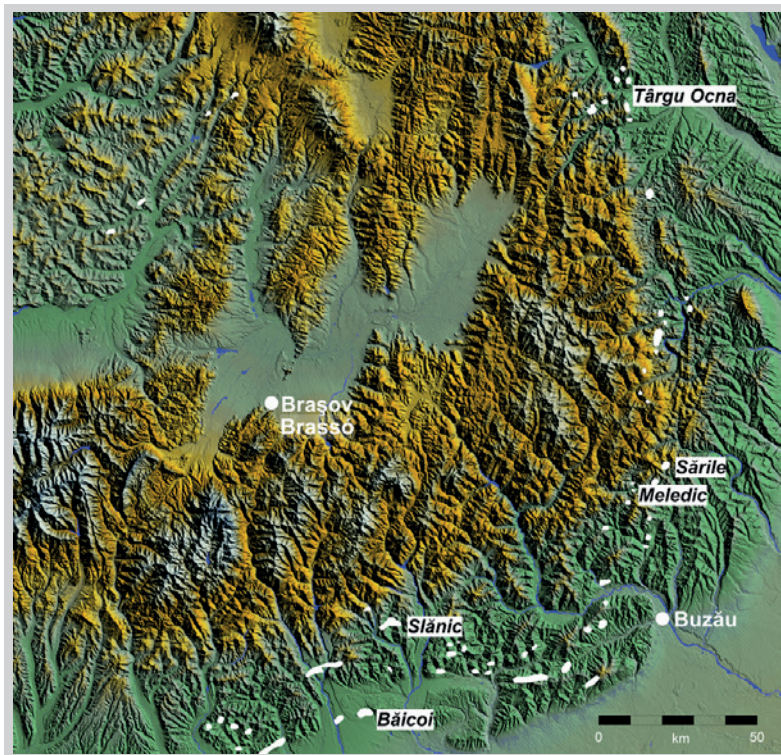 Târgu Ocna
Brașov
Brassó
Sările
Meledic
Slănic
Buzău
Băicoi
0 km 50